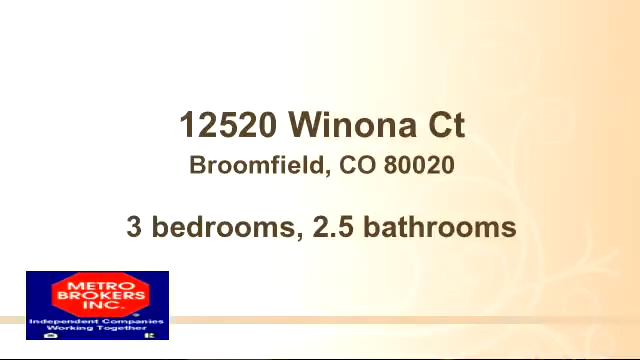 12520 Winona Ct
Broomfield, CO 80020
3 bedrooms, 2.5 bathrooms
METRO
BROKERS
INC.
Independent Companies
Working Together